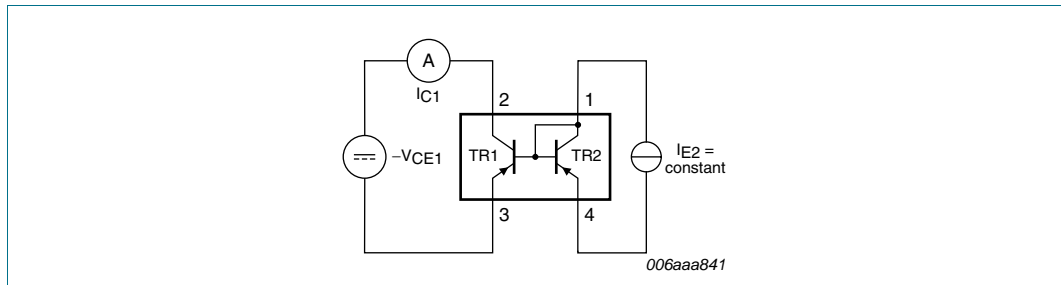 A
IC1
2
1
–VCE1
TR1
TR2
IE2 =
constant
3
4
006aaa841